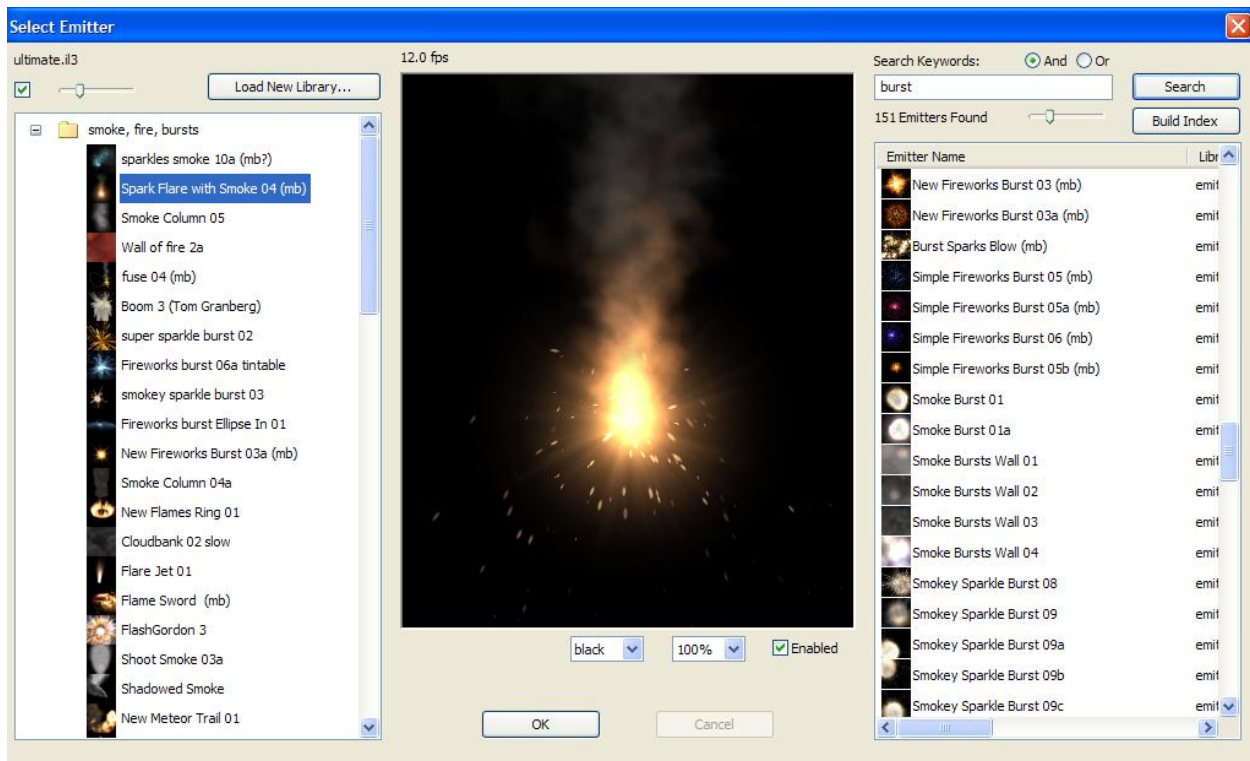 Select Emitter
ultimate.il3
Load New Library...
smoke, fire, bursts
sparkles smoke 10a (mb?)
Spark Flare with Smoke 04 (mb)
Smoke Column 05
Wall of fire 2a
fuse 04 (mb)
Boom 3 (Tom Granberg)
super sparkle burst 02
Fireworks burst 06a tintable
smokey sparkle burst 03
Fireworks burst Ellipse In 01
New Fireworks Burst 03a (mb)
Smoke Column 04a
New Flames Ring 01
Cloudbank 02 slow
Flare Jet 01
Flame Sword (mb)
FlashGordon 3
Shoot Smoke 03a
Shadowed Smoke
New Meteor Trail 01
12.0 fps
black 100% Enabled
OK Cancel
Search Keywords: And Or
burst Search
151 Emitters Found Build Index
Emitter Name Libr
New Fireworks Burst 03 (mb) emit
New Fireworks Burst 03a (mb) emit
Burst Sparks Blow (mb) emit
Simple Fireworks Burst 05 (mb) emit
Simple Fireworks Burst 05a (mb) emit
Simple Fireworks Burst 06 (mb) emit
Simple Fireworks Burst 05b (mb) emit
Smoke Burst 01 emit
Smoke Burst 01a emit
Smoke Bursts Wall 01 emit
Smoke Bursts Wall 02 emit
Smoke Bursts Wall 03 emit
Smoke Bursts Wall 04 emit
Smokey Sparkle Burst 08 emit
Smokey Sparkle Burst 09 emit
Smokey Sparkle Burst 09a emit
Smokey Sparkle Burst 09b emit
Smokey Sparkle Burst 09c emit